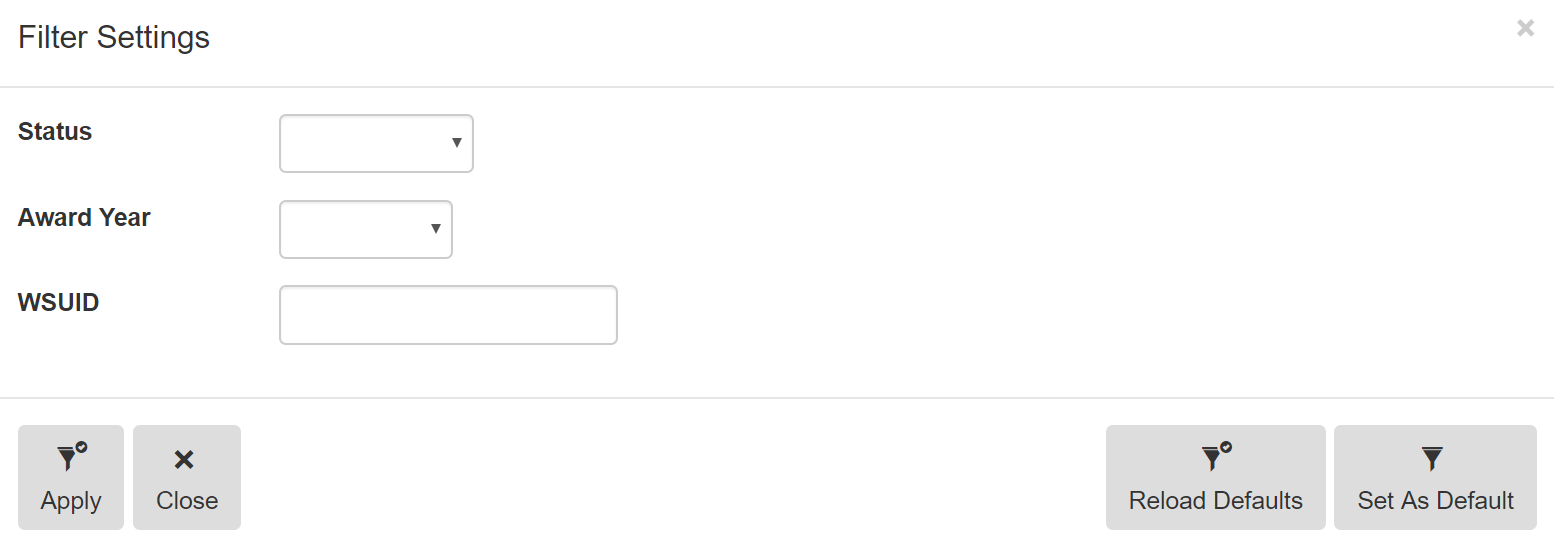 Filter Settings
Status
Award Year
WSUID
Apply
Close
Reload Defaults
Set As Default